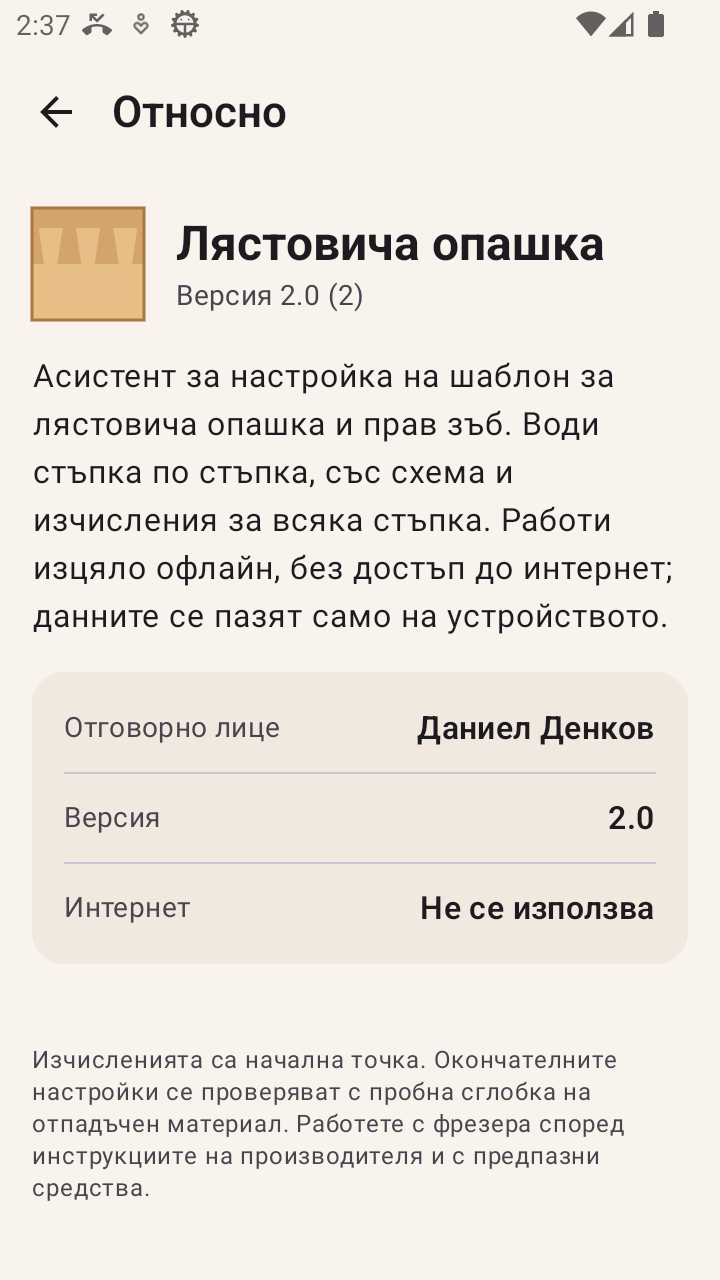 2:37
Относно
Лястовича опашка
Версия 2.0 (2)
Асистент за настройка на шаблон за
лястовича опашка и прав зъб. Води
стъпка по стъпка, със схема и
изчисления за всяка стъпка. Работи
изцяло офлайн, без достъп до интернет;
данните се пазят само на устройството.
Отговорно лице Даниел Денков
Версия 2.0
Интернет Не се използва
Изчисленията са начална точка. Окончателните
настройки се проверяват с пробна сглобка на
отпадъчен материал. Работете с фрезера според
инструкциите на производителя и с предпазни
средства.